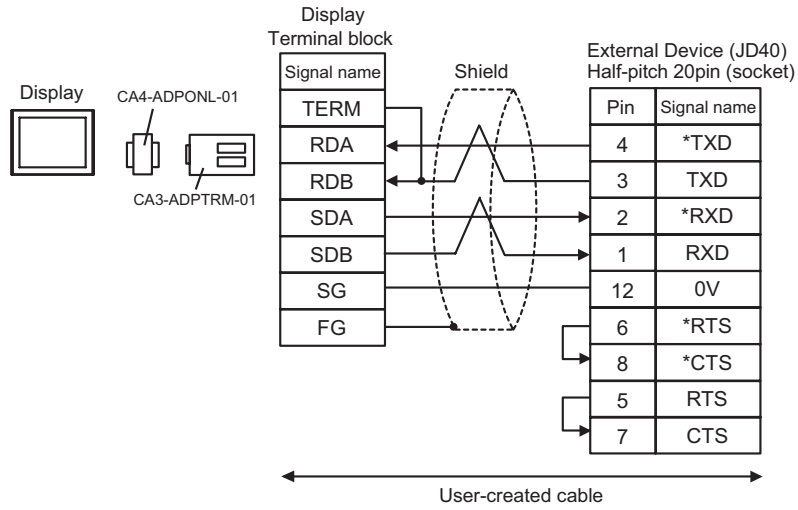 Display
CA4-ADPONL-01
CA3-ADPTRM-01
Display
Terminal block
Signal name
TERM
RDA
RDB
SDA
SDB
SG
FG
Shield
External Device (JD40)
Half-pitch 20pin (socket)
Pin Signal name
4 *TXD
3 TXD
2 *RXD
1 RXD
12 0V
6 *RTS
8 *CTS
5 RTS
7 CTS
User-created cable